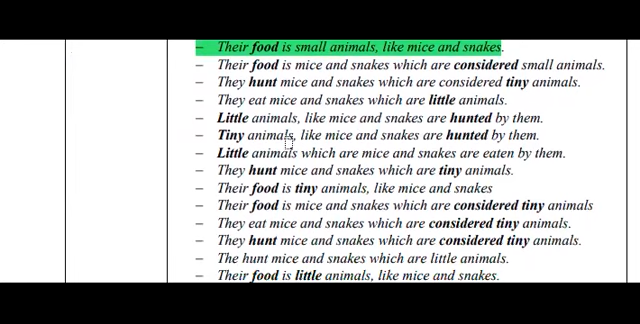 – Their food is small animals, like mice and snakes.
– Their food is mice and snakes which are considered small animals.
– They hunt mice and snakes which are considered tiny animals.
– They eat mice and snakes which are little animals.
– Little animals, like mice and snakes are hunted by them.
– Tiny animals, like mice and snakes are hunted by them.
– Little animals which are mice and snakes are eaten by them.
– They hunt mice and snakes which are tiny animals.
– Their food is tiny animals, like mice and snakes
– Their food is mice and snakes which are considered tiny animals
– They eat mice and snakes which are considered tiny animals.
– They hunt mice and snakes which are considered tiny animals.
– The hunt mice and snakes which are little animals.
– Their food is little animals, like mice and snakes.